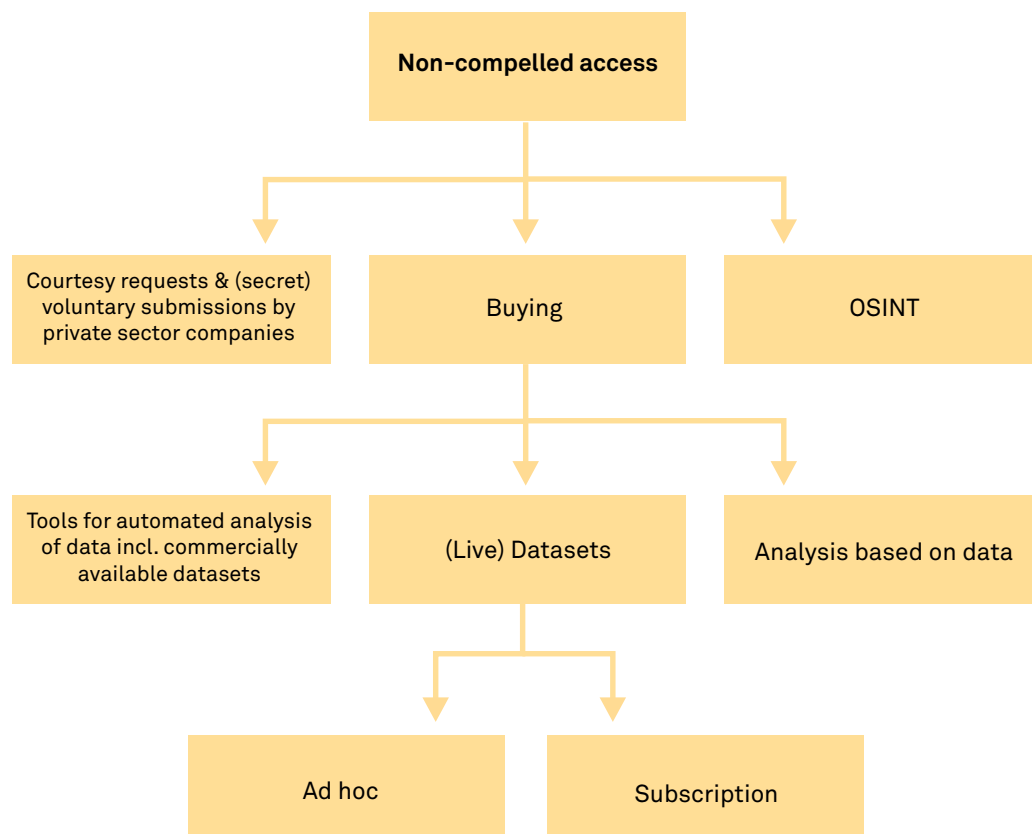 Non-compelled access
Courtesy requests & (secret)
voluntary submissions by
private sector companies
Buying
OSINT
Tools for automated analysis
of data incl. commercially
available datasets
(Live) Datasets
Analysis based on data
Ad hoc
Subscription